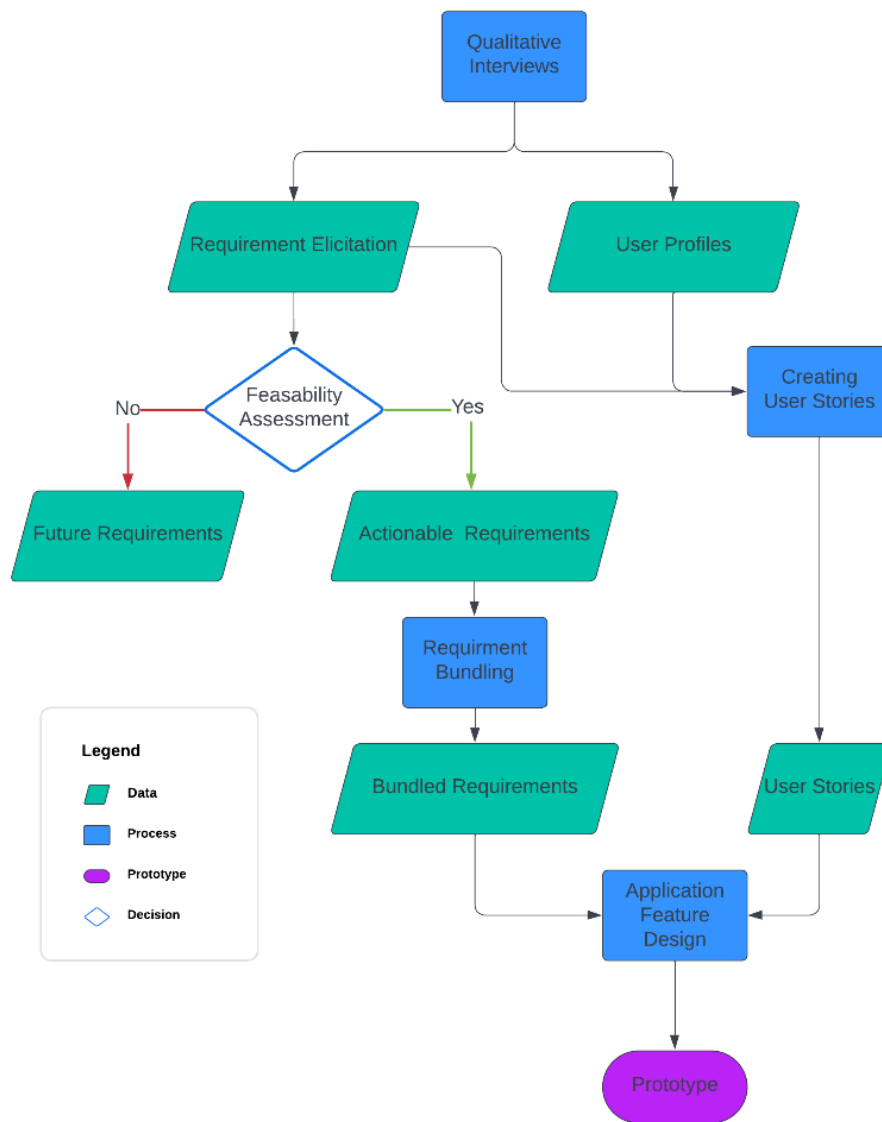 Qualitative
Interviews
Requirement Elicitation
User Profiles
Creating
User Stories
Feasability
Assessment
No
Yes
Future Requirements
Actionable Requirements
Requirment
Bundling
Legend
Data
Process
Prototype
Decision
Bundled Requirements
User Stories
Application
Feature
Design
Prototype